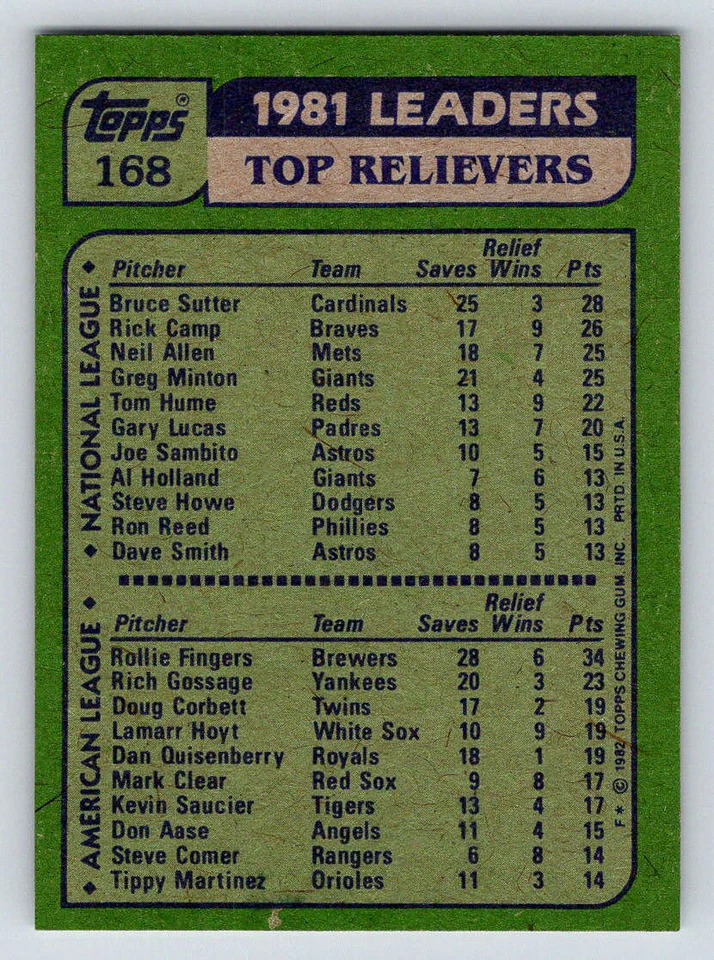 topps®
168
1981 LEADERS
TOP RELIEVERS
♦ NATIONAL LEAGUE ♦
Pitcher Team Saves Relief Wins Pts
Bruce Sutter Cardinals 25 3 28
Rick Camp Braves 17 9 26
Neil Allen Mets 18 7 25
Greg Minton Giants 21 4 25
Tom Hume Reds 13 9 22
Gary Lucas Padres 13 7 20
Joe Sambito Astros 10 5 15
Al Holland Giants 7 6 13
Steve Howe Dodgers 8 5 13
Ron Reed Phillies 8 5 13
Dave Smith Astros 8 5 13
♦ AMERICAN LEAGUE ♦
Pitcher Team Saves Relief Wins Pts
Rollie Fingers Brewers 28 6 34
Rich Gossage Yankees 20 3 23
Doug Corbett Twins 17 2 19
Lamarr Hoyt White Sox 10 9 19
Dan Quisenberry Royals 18 1 19
Mark Clear Red Sox 9 8 17
Kevin Saucier Tigers 13 4 17
Don Aase Angels 11 4 15
Steve Comer Rangers 6 8 14
Tippy Martinez Orioles 11 3 14
F* © 1982 TOPPS CHEWING GUM, INC. PRTD. IN U.S.A.